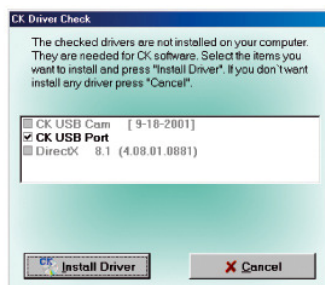 CK Driver Check
The checked drivers are not installed on your computer.
They are needed for CK software. Select the items you
want to install and press "Install Driver". If you don`t want
install any driver press "Cancel".
CK USB Cam [ 9-18-2001]
CK USB Port
DirectX 8.1 (4.08.01.0881)
CK Install Driver
X Cancel